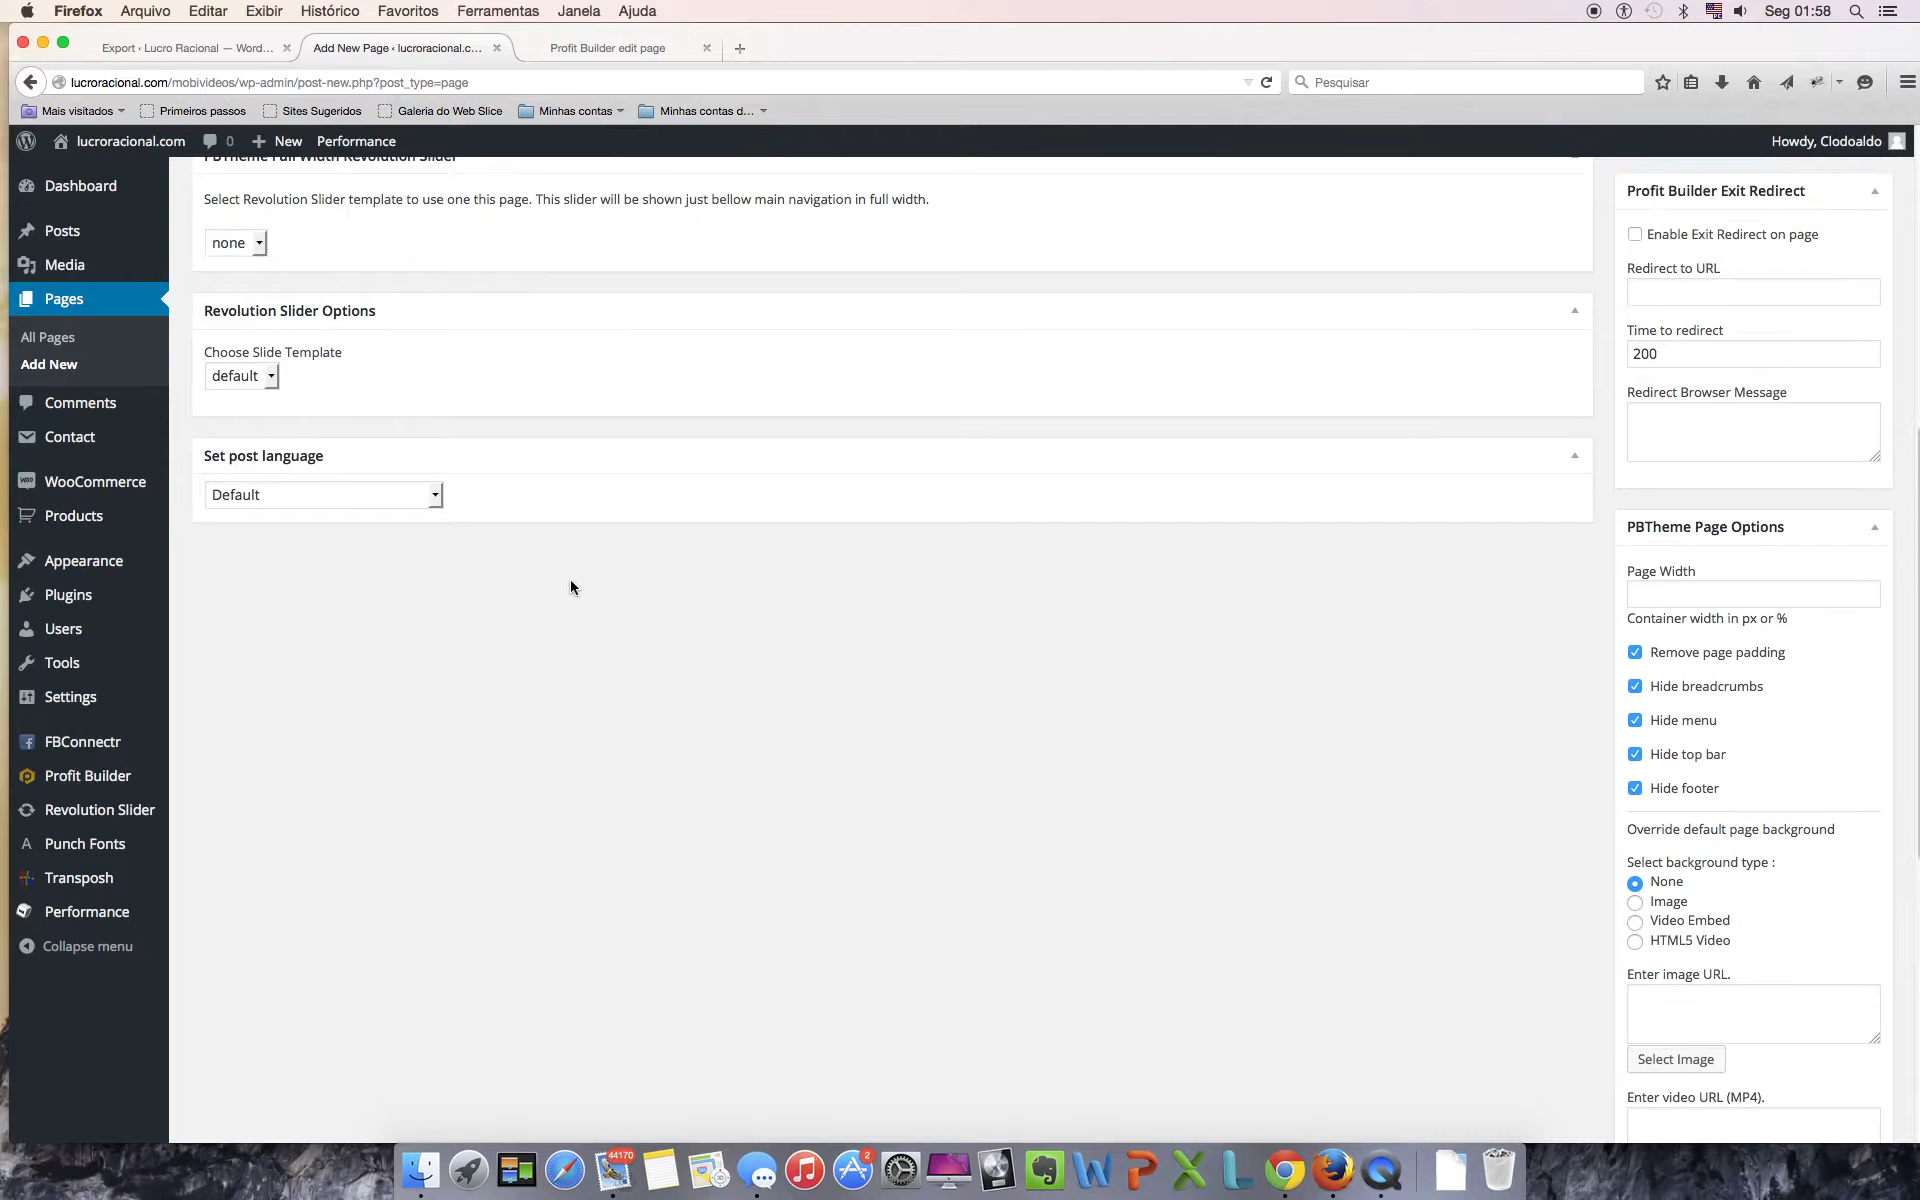 Firefox Arquivo Editar Exibir Histórico Favoritos Ferramentas Janela Ajuda Seg 01:58
Export ‹ Lucro Racional — Word... Add New Page ‹ lucroracional.c... Profit Builder edit page
lucroracional.com/mobivideos/wp-admin/post-new.php?post_type=page Pesquisar
Mais visitados Primeiros passos Sites Sugeridos Galeria do Web Slice Minhas contas Minhas contas d...
lucroracional.com 0 New Performance Howdy, Clodoaldo
PBTheme Full Width Revolution Slider
Select Revolution Slider template to use one this page. This slider will be shown just bellow main navigation in full width.
none
Revolution Slider Options
Choose Slide Template
default
Set post language
Default
Dashboard
Posts
Media
Pages
All Pages
Add New
Comments
Contact
WooCommerce
Products
Appearance
Plugins
Users
Tools
Settings
FBConnectr
Profit Builder
Revolution Slider
Punch Fonts
Transposh
Performance
Collapse menu
Profit Builder Exit Redirect
Enable Exit Redirect on page
Redirect to URL
Time to redirect
200
Redirect Browser Message
PBTheme Page Options
Page Width
Container width in px or %
Remove page padding
Hide breadcrumbs
Hide menu
Hide top bar
Hide footer
Override default page background
Select background type :
None
Image
Video Embed
HTML5 Video
Enter image URL.
Select Image
Enter video URL (MP4).
44170
2